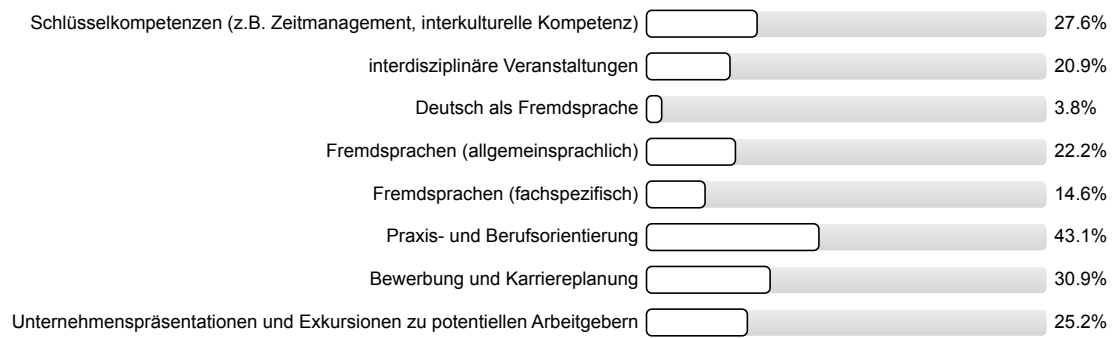 Schlüsselkompetenzen (z.B. Zeitmanagement, interkulturelle Kompetenz) 27.6%
interdisziplinäre Veranstaltungen 20.9%
Deutsch als Fremdsprache 3.8%
Fremdsprachen (allgemeinsprachlich) 22.2%
Fremdsprachen (fachspezifisch) 14.6%
Praxis- und Berufsorientierung 43.1%
Bewerbung und Karriereplanung 30.9%
Unternehmenspräsentationen und Exkursionen zu potentiellen Arbeitgebern 25.2%